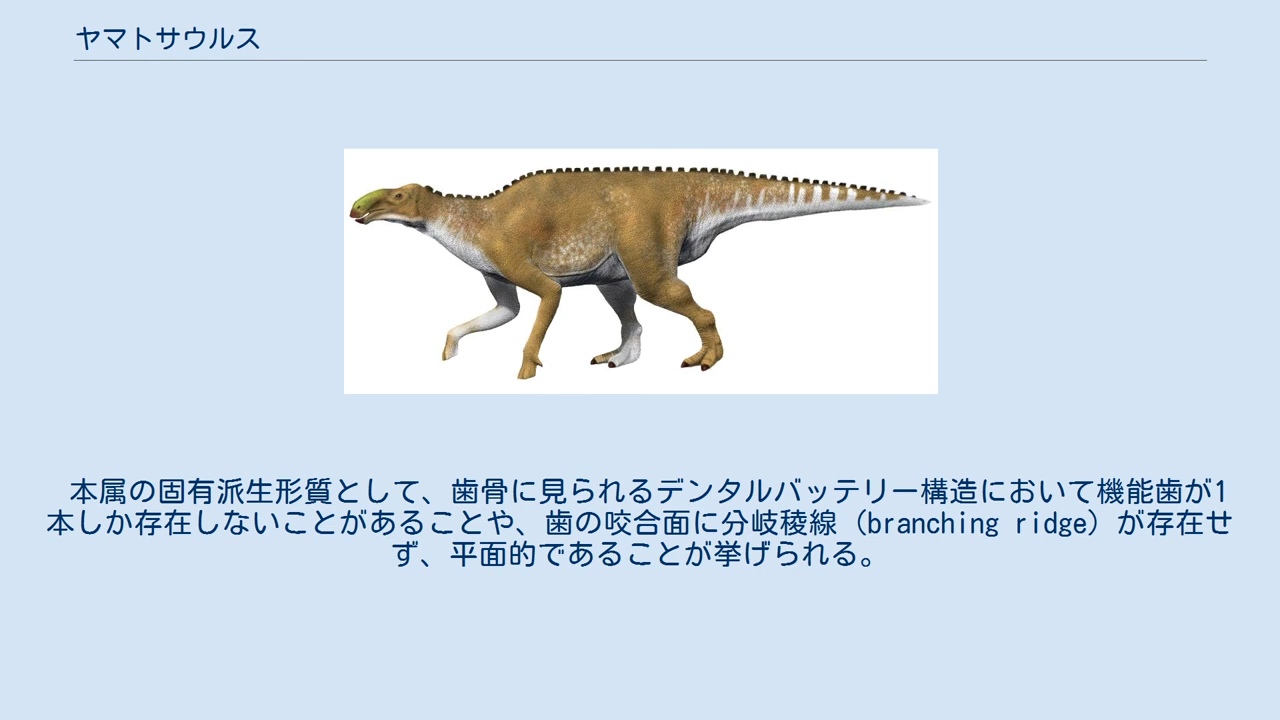 ヤマトサウルス
本属の固有派生形質として、歯骨に見られるデンタルバッテリー構造において機能歯が1
本しか存在しないことがあることや、歯の咬合面に分岐稜線（branching ridge）が存在せ
ず、平面的であることが挙げられる。